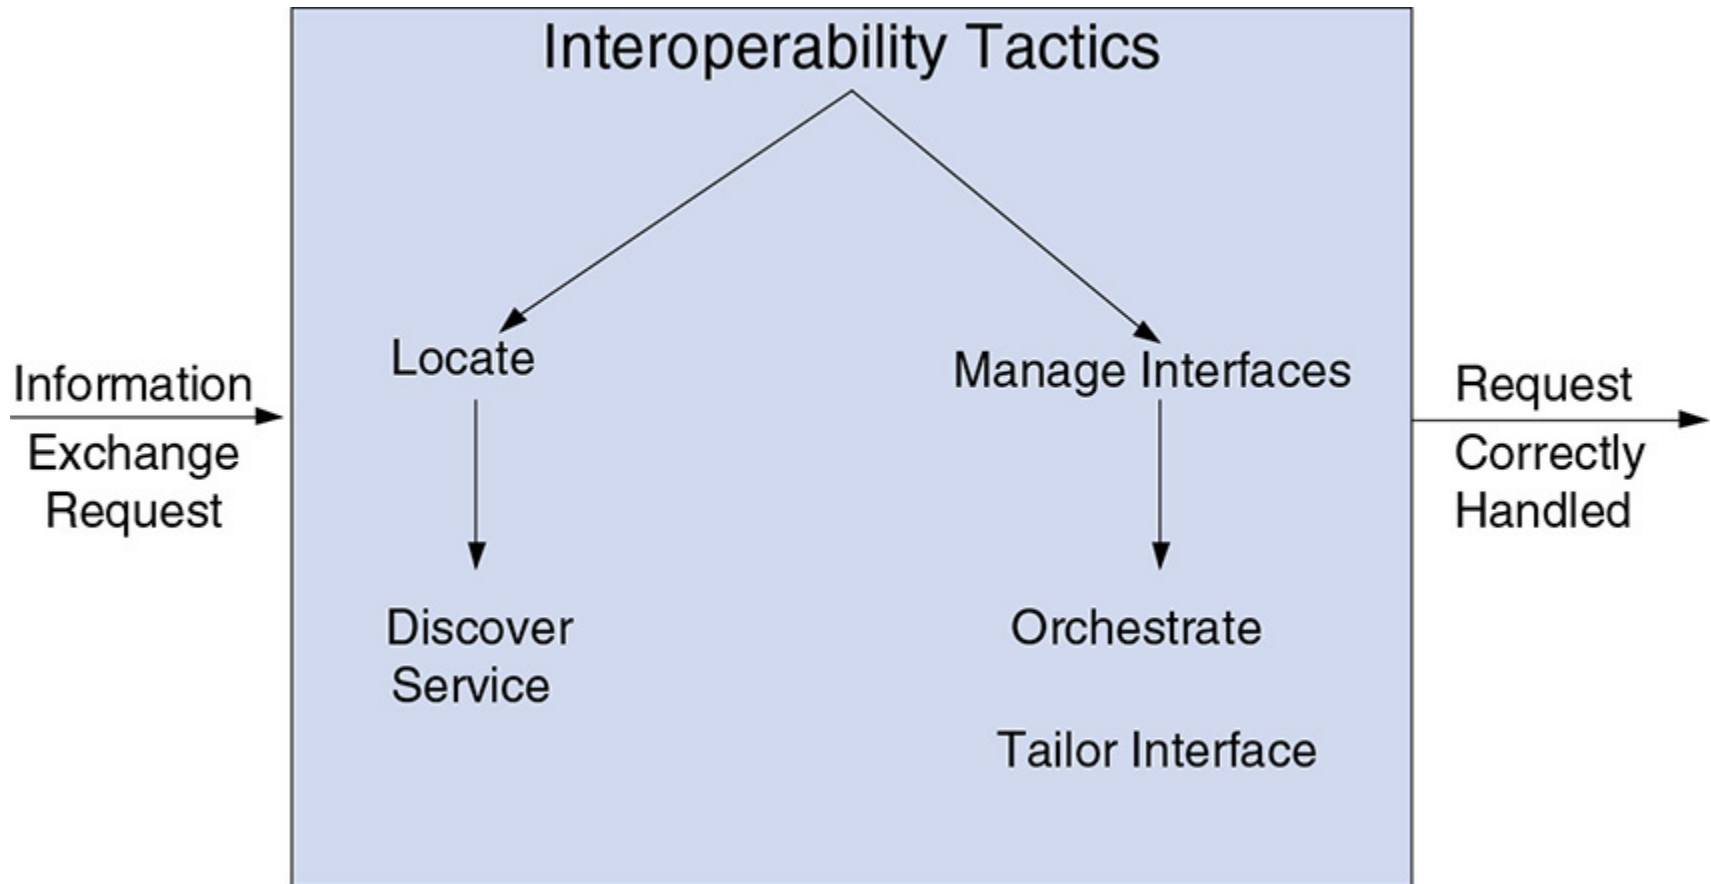 Interoperability Tactics
Locate
Manage Interfaces
Information
Exchange
Request
Request
Correctly
Handled
Discover
Service
Orchestrate
Tailor Interface